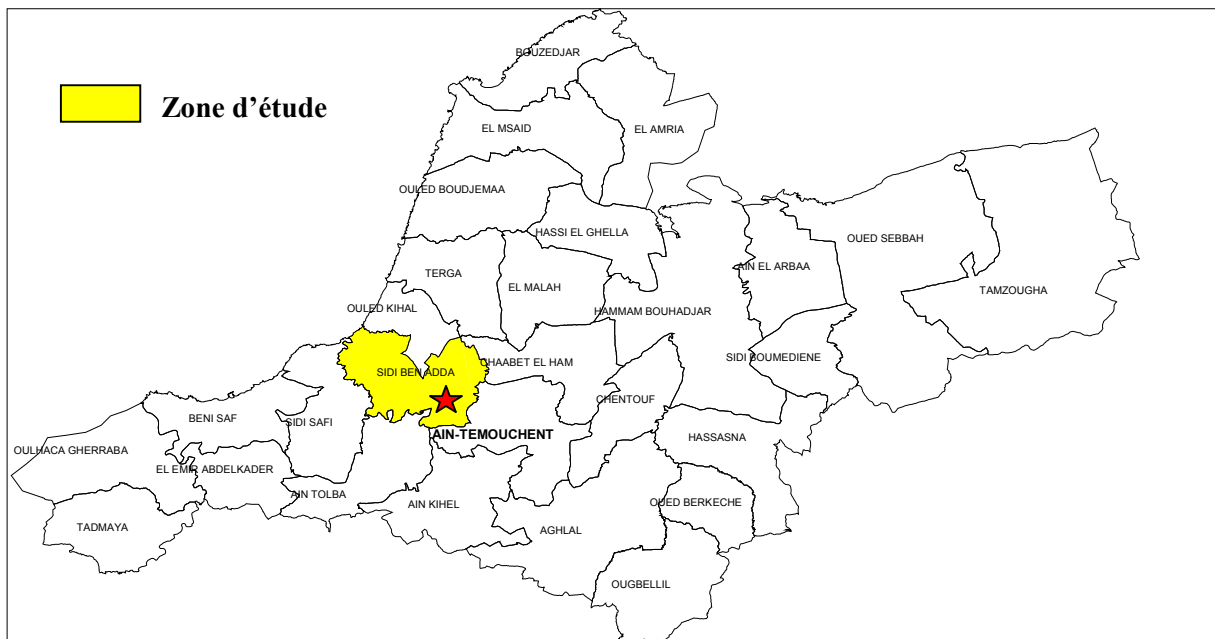 BOUZEDJAR
Zone d'étude
EL MSAID
EL AMRIA
OULED BOUDJEMAA
HASSI EL GHELLA
OUED SEBBAH
TERGA
AIN EL ARBAA
EL MALAH
TAMZOUGHA
OULED KIHAL
HAMMAM BOUHADJAR
SIDI BOUMEDIENE
CHAABET EL HAM
SIDI BEN ADDA
CHENTOUF
BENI SAF
SIDI SAFI
AIN-TEMOUCHENT
HASSASNA
OULHACA GHERRABA
EL EMIR ABDELKADER
AIN TOLBA
AIN KIHEL
OUED BERKECHE
TADMAYA
AGHLAL
OUGBELLIL